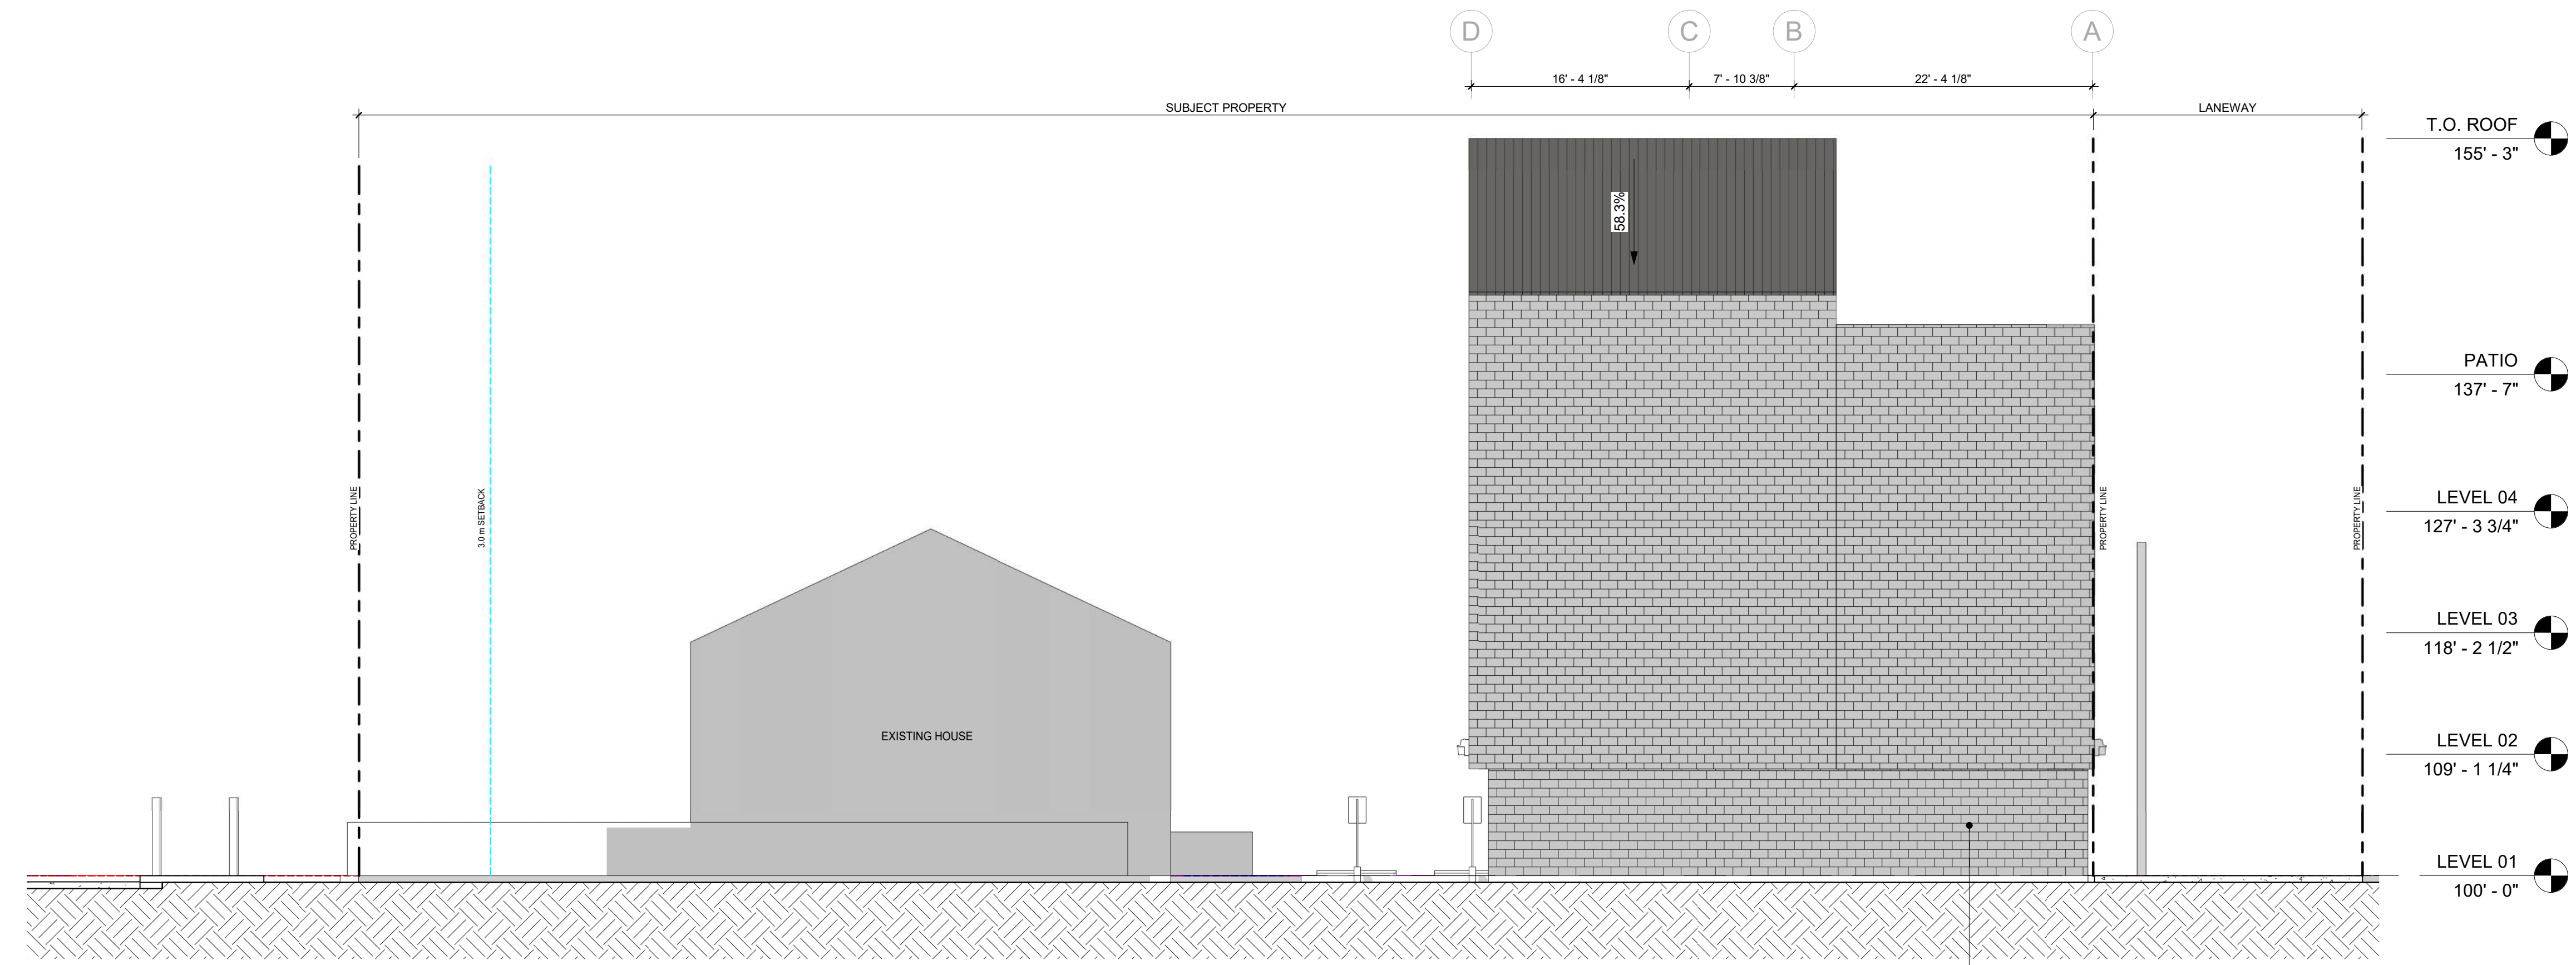 D
C
B
A
16' - 4 1/8"
7' - 10 3/8"
22' - 4 1/8"
SUBJECT PROPERTY
LANEWAY
T.O. ROOF
155' - 3"
58.3%
PATIO
137' - 7"
PROPERTY LINE
3.0 m SETBACK
PROPERTY LINE
PROPERTY LINE
LEVEL 04
127' - 3 3/4"
LEVEL 03
118' - 2 1/2"
EXISTING HOUSE
LEVEL 02
109' - 1 1/4"
LEVEL 01
100' - 0"